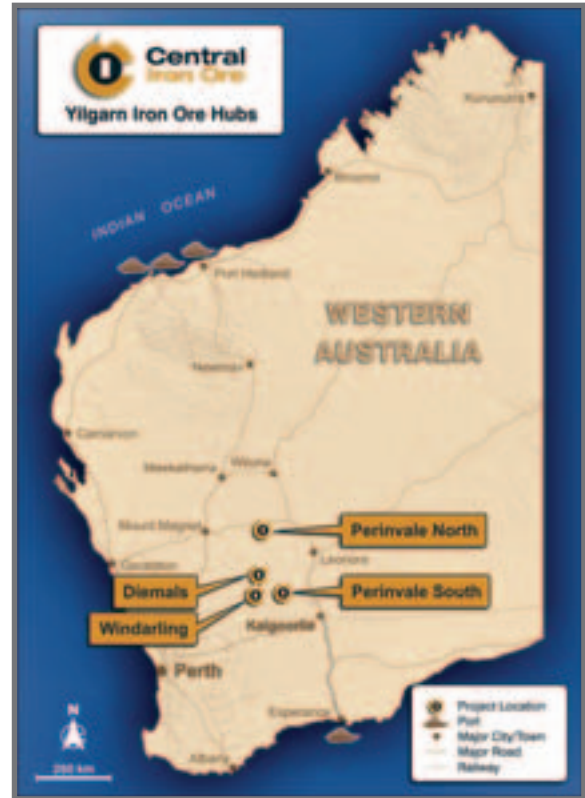 Central
Iron Ore
Yilgarn Iron Ore Hubs
Kununurra
Broome
INDIAN OCEAN
Port Hedland
WESTERN
AUSTRALIA
Newman
Carnarvon
Meekatharra
Wiluna
Mount Magnet
Perinvale North
Leonora
Geraldton
Diemals
Perinvale South
Windarling
Kalgoorlie
Perth
Esperance
Albany
N
200 km
Project Location
Port
Major City/Town
Major Road
Railway